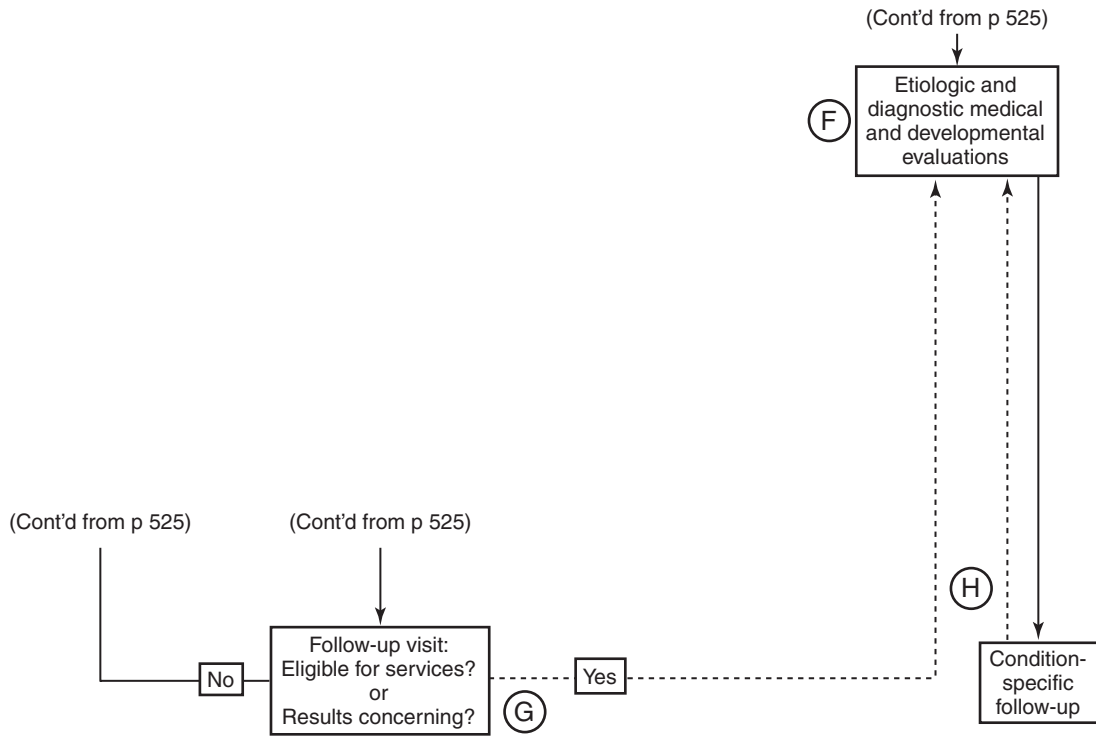 (Cont'd from p 525)
F
Etiologic and
diagnostic medical
and developmental
evaluations
(Cont'd from p 525)
(Cont'd from p 525)
No
Follow-up visit:
Eligible for services?
or
Results concerning?
G
Yes
H
Condition-
specific
follow-up